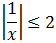 |1/x| ≤ 2